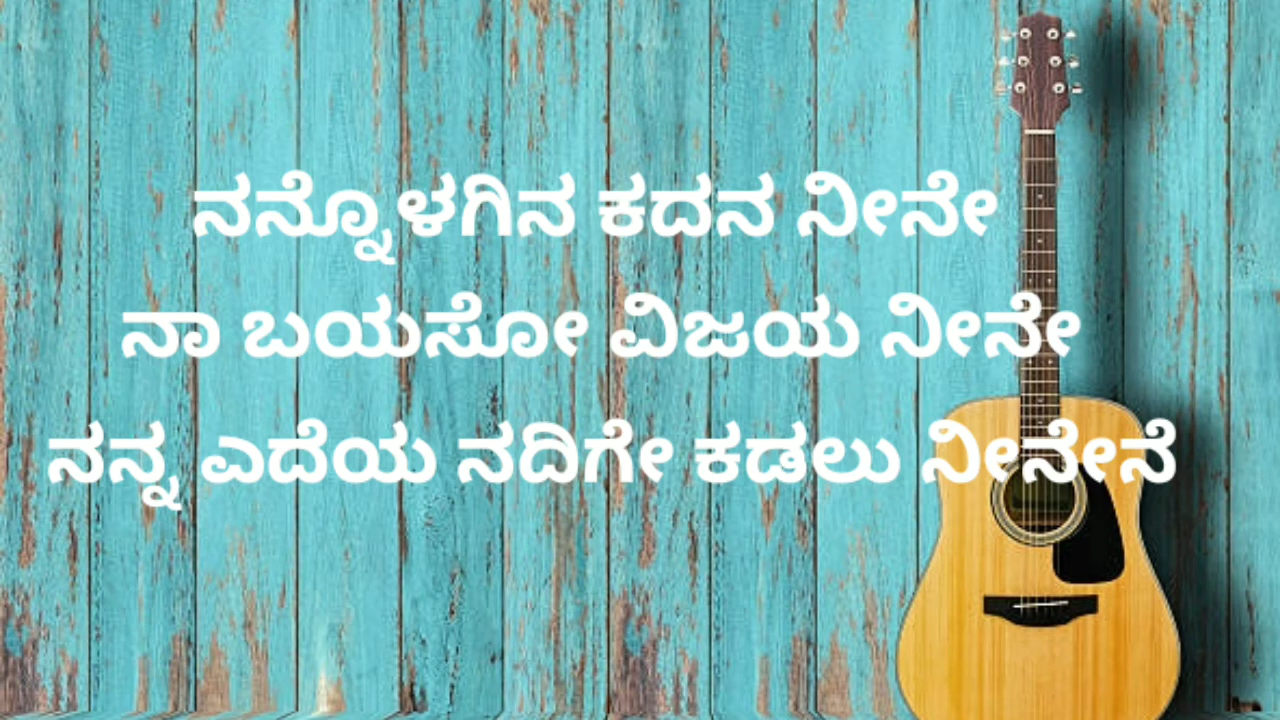 ನನ್ನೊಳಗಿನ ಕದನ ನೀನೇ
ನಾ ಬಯಸೋ ವಿಜಯ ನೀನೇ
ನನ್ನ ಎದೆಯ ನದಿಗೇ ಕಡಲು ನೀನೇನೆ